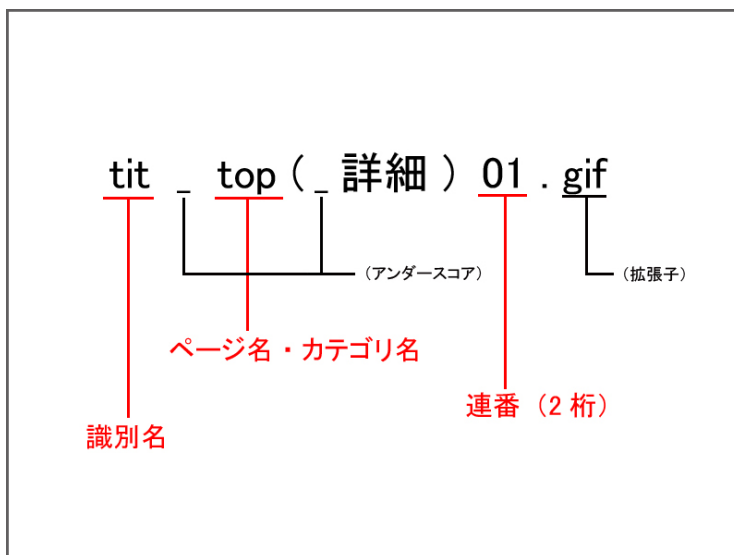 tit _ top ( _ 詳細 ) 01 . gif
(アンダースコア)
(拡張子)
ページ名・カテゴリ名
連番 (2 桁)
識別名